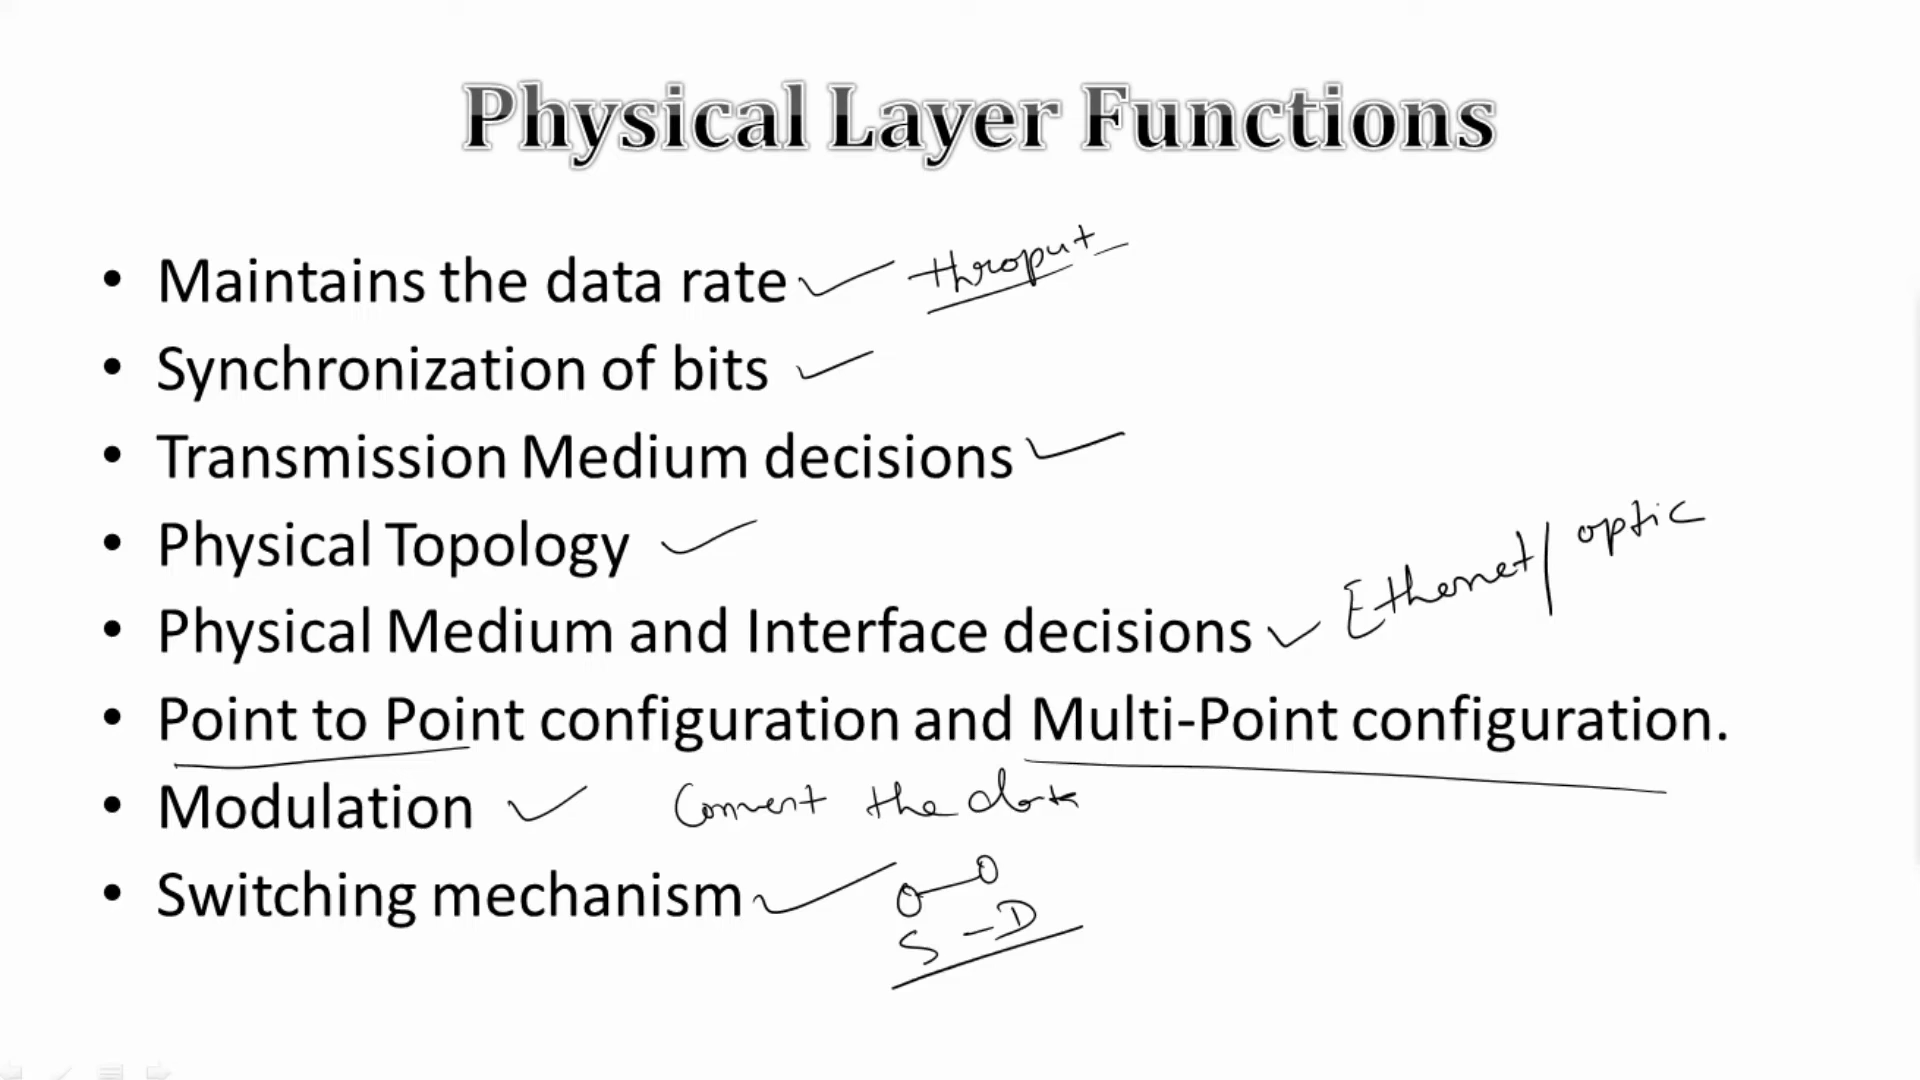 Physical Layer Functions
• Maintains the data rate throput
• Synchronization of bits
• Transmission Medium decisions
• Physical Topology
• Physical Medium and Interface decisions Ethernet/ optic
• Point to Point configuration and Multi-Point configuration.
• Modulation Convert the data
• Switching mechanism
S - D